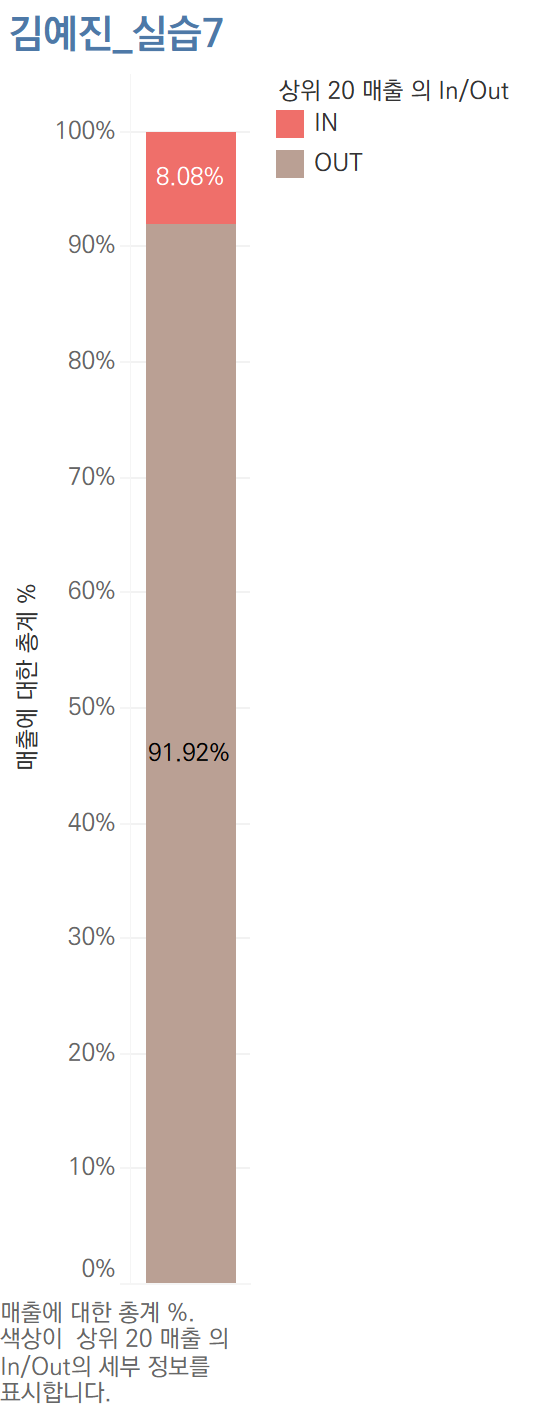 김예진_실습7
상위 20 매출 의 In/Out
IN
OUT
100%
90%
80%
70%
60%
50%
40%
30%
20%
10%
0%
매출에 대한 총계 %
8.08%
91.92%
매출에 대한 총계 %.
색상이  상위 20 매출 의
In/Out의 세부 정보를
표시합니다.